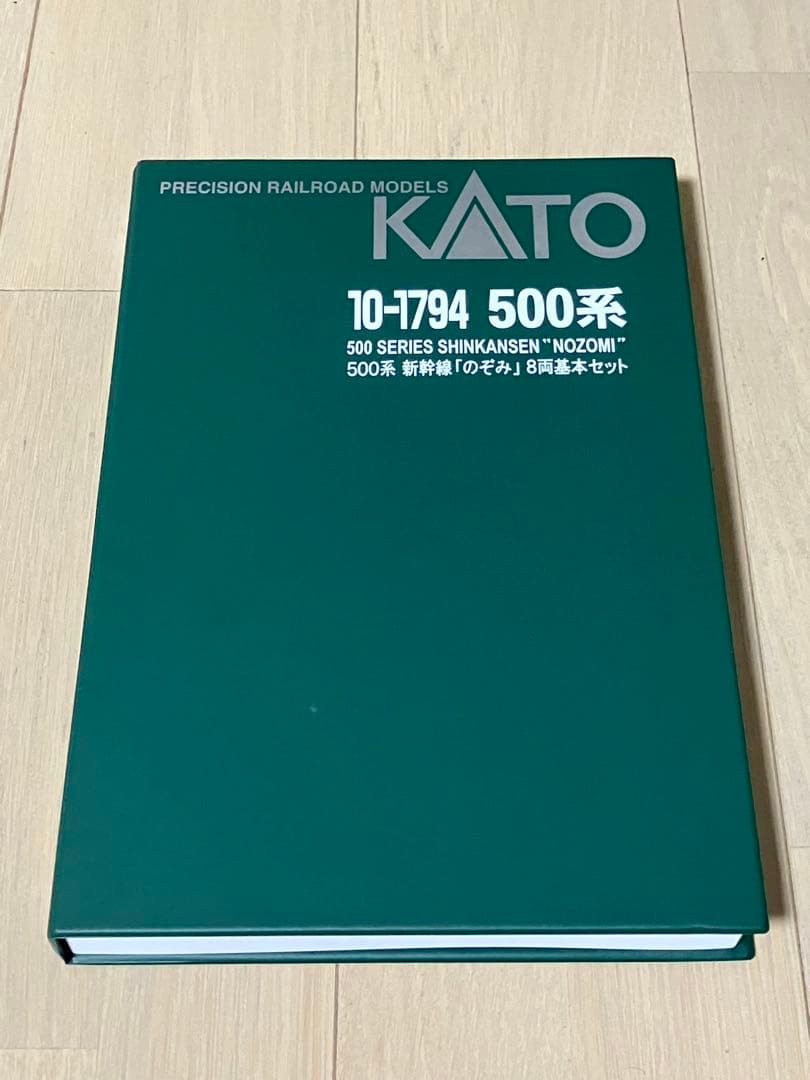 PRECISION RAILROAD MODELS
KATO
10-1794 500系
500 SERIES SHINKANSEN "NOZOMI"
500系 新幹線「のぞみ」 8両基本セット